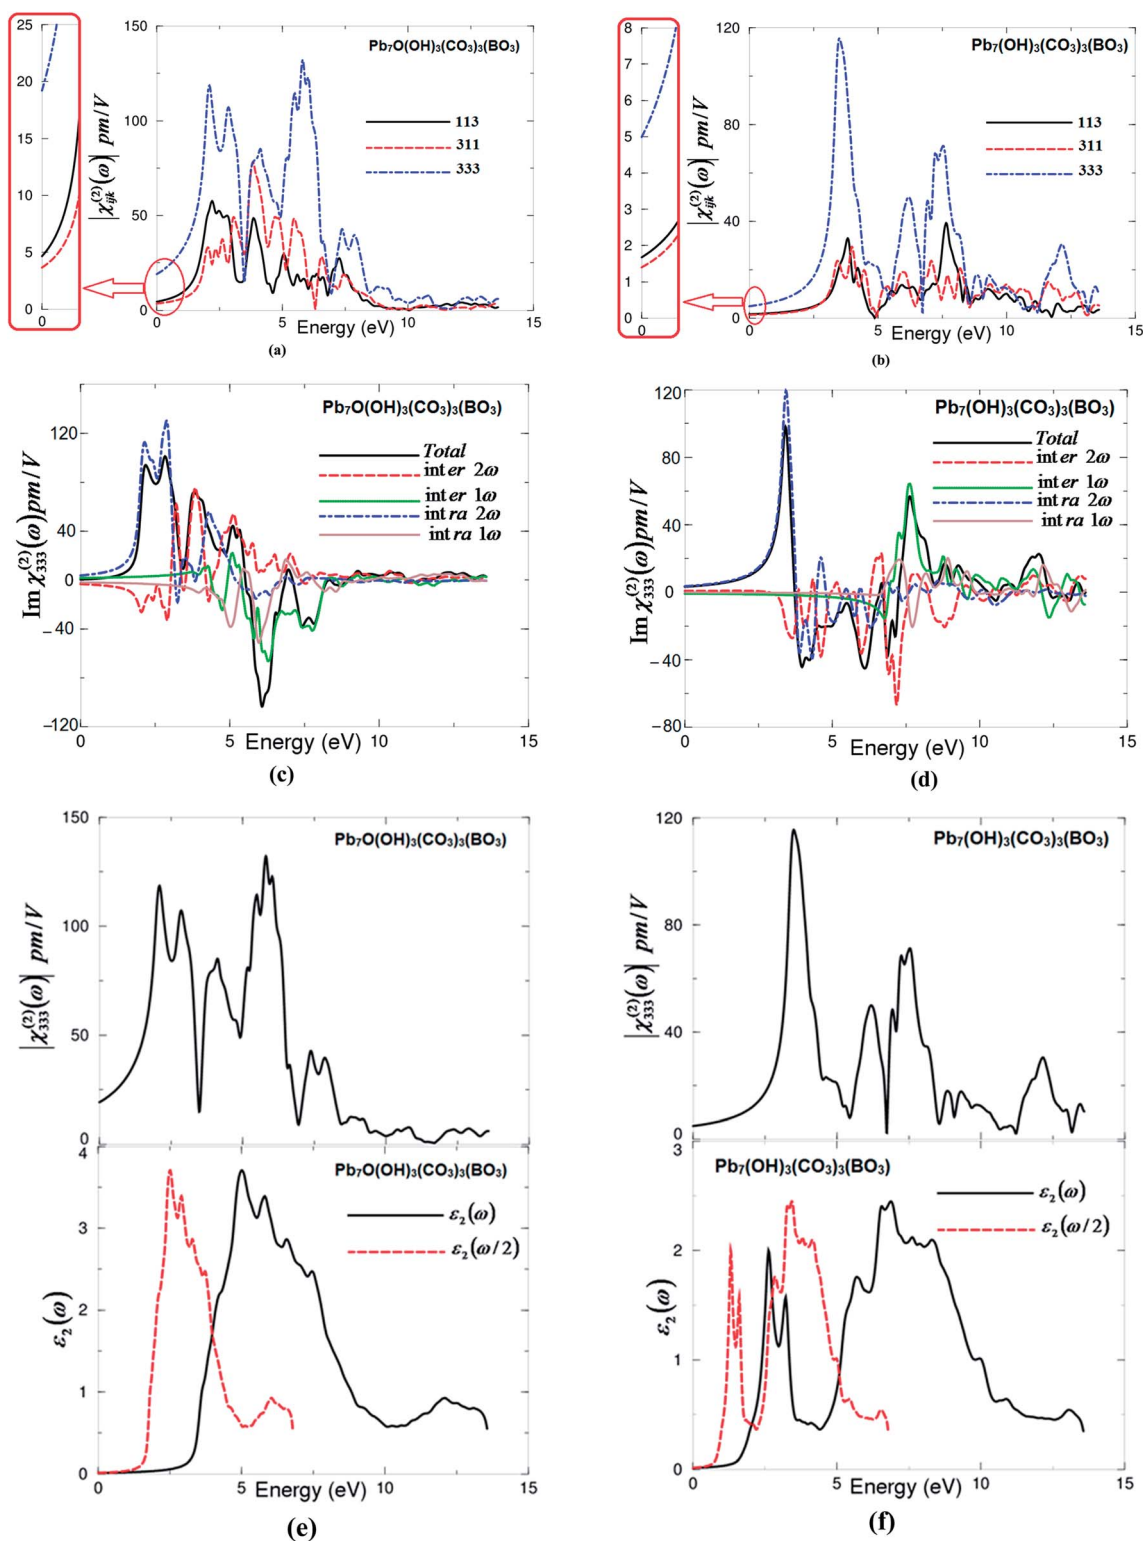 25
20
15
10
5
0
0
|χ_ijk^(2)(ω)| pm/V
150
100
50
0
Pb₇O(OH)₃(CO₃)₃(BO₃)
113
311
333
0
5
10
15
Energy (eV)
(a)
8
7
6
5
4
3
2
1
0
0
|χ_ijk^(2)(ω)| pm/V
120
80
40
0
Pb₇(OH)₃(CO₃)₃(BO₃)
113
311
333
0
5
10
15
Energy (eV)
(b)
Im χ_333^(2)(ω)pm/V
120
40
0
−40
−120
Pb₇O(OH)₃(CO₃)₃(BO₃)
Total
inter 2ω
inter 1ω
intra 2ω
intra 1ω
0
5
10
15
Energy (eV)
(c)
Im χ_333^(2)(ω)pm/V
120
80
40
0
−40
−80
Pb₇(OH)₃(CO₃)₃(BO₃)
Total
inter 2ω
inter 1ω
intra 2ω
intra 1ω
0
5
10
15
Energy (eV)
(d)
|χ_333^(2)(ω)| pm/V
150
100
50
0
Pb₇O(OH)₃(CO₃)₃(BO₃)
ε₂(ω)
4
3
2
1
0
Pb₇O(OH)₃(CO₃)₃(BO₃)
ε₂(ω)
ε₂(ω/2)
0
5
10
15
Energy (eV)
(e)
|χ_333^(2)(ω)| pm/V
120
80
40
0
Pb₇(OH)₃(CO₃)₃(BO₃)
ε₂(ω)
3
2
1
0
Pb₇(OH)₃(CO₃)₃(BO₃)
ε₂(ω)
ε₂(ω/2)
0
5
10
15
Energy (eV)
(f)